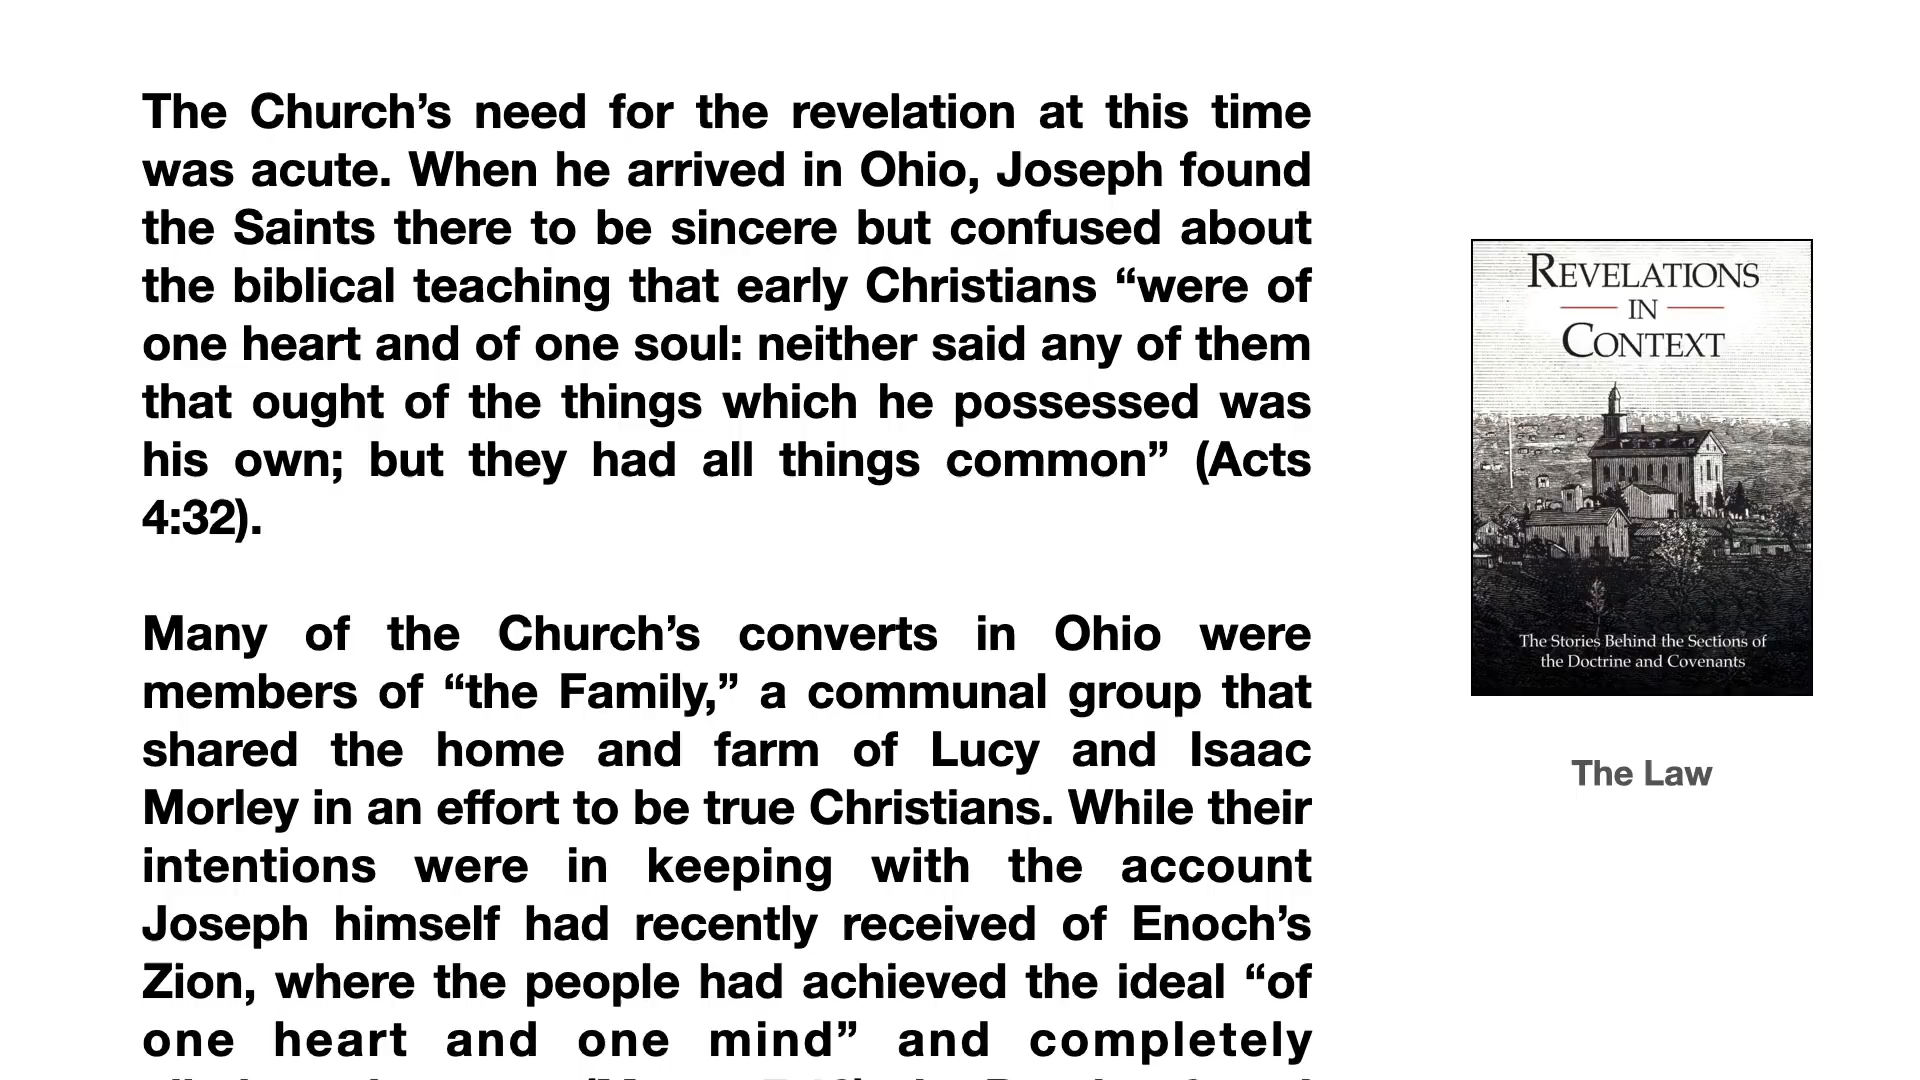 The Church’s need for the revelation at this time
was acute. When he arrived in Ohio, Joseph found
the Saints there to be sincere but confused about
the biblical teaching that early Christians “were of
one heart and of one soul: neither said any of them
that ought of the things which he possessed was
his own; but they had all things common” (Acts
4:32).
Many of the Church’s converts in Ohio were
members of “the Family,” a communal group that
shared the home and farm of Lucy and Isaac
Morley in an effort to be true Christians. While their
intentions were in keeping with the account
Joseph himself had recently received of Enoch’s
Zion, where the people had achieved the ideal “of
one heart and one mind” and completely
REVELATIONS
IN
CONTEXT
The Stories Behind the Sections of
the Doctrine and Covenants
The Law